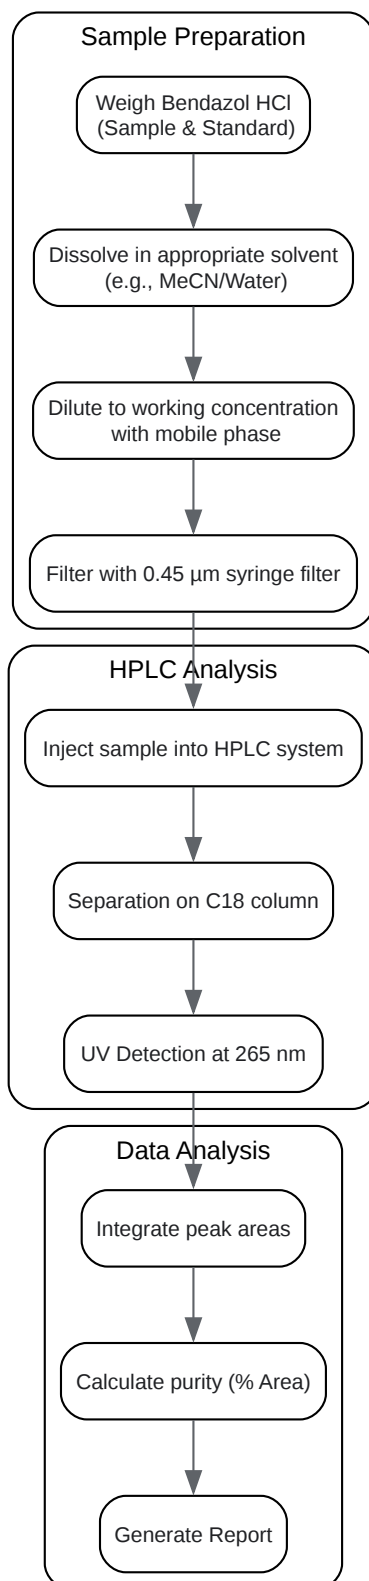 Sample Preparation
Weigh Bendazol HCl
(Sample & Standard)
Dissolve in appropriate solvent
(e.g., MeCN/Water)
Dilute to working concentration
with mobile phase
Filter with 0.45 µm syringe filter
HPLC Analysis
Inject sample into HPLC system
Separation on C18 column
UV Detection at 265 nm
Data Analysis
Integrate peak areas
Calculate purity (% Area)
Generate Report